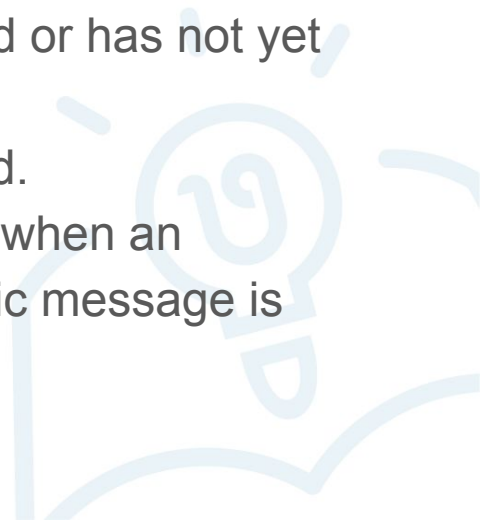 d or has not yet
d.
when an
ic message is